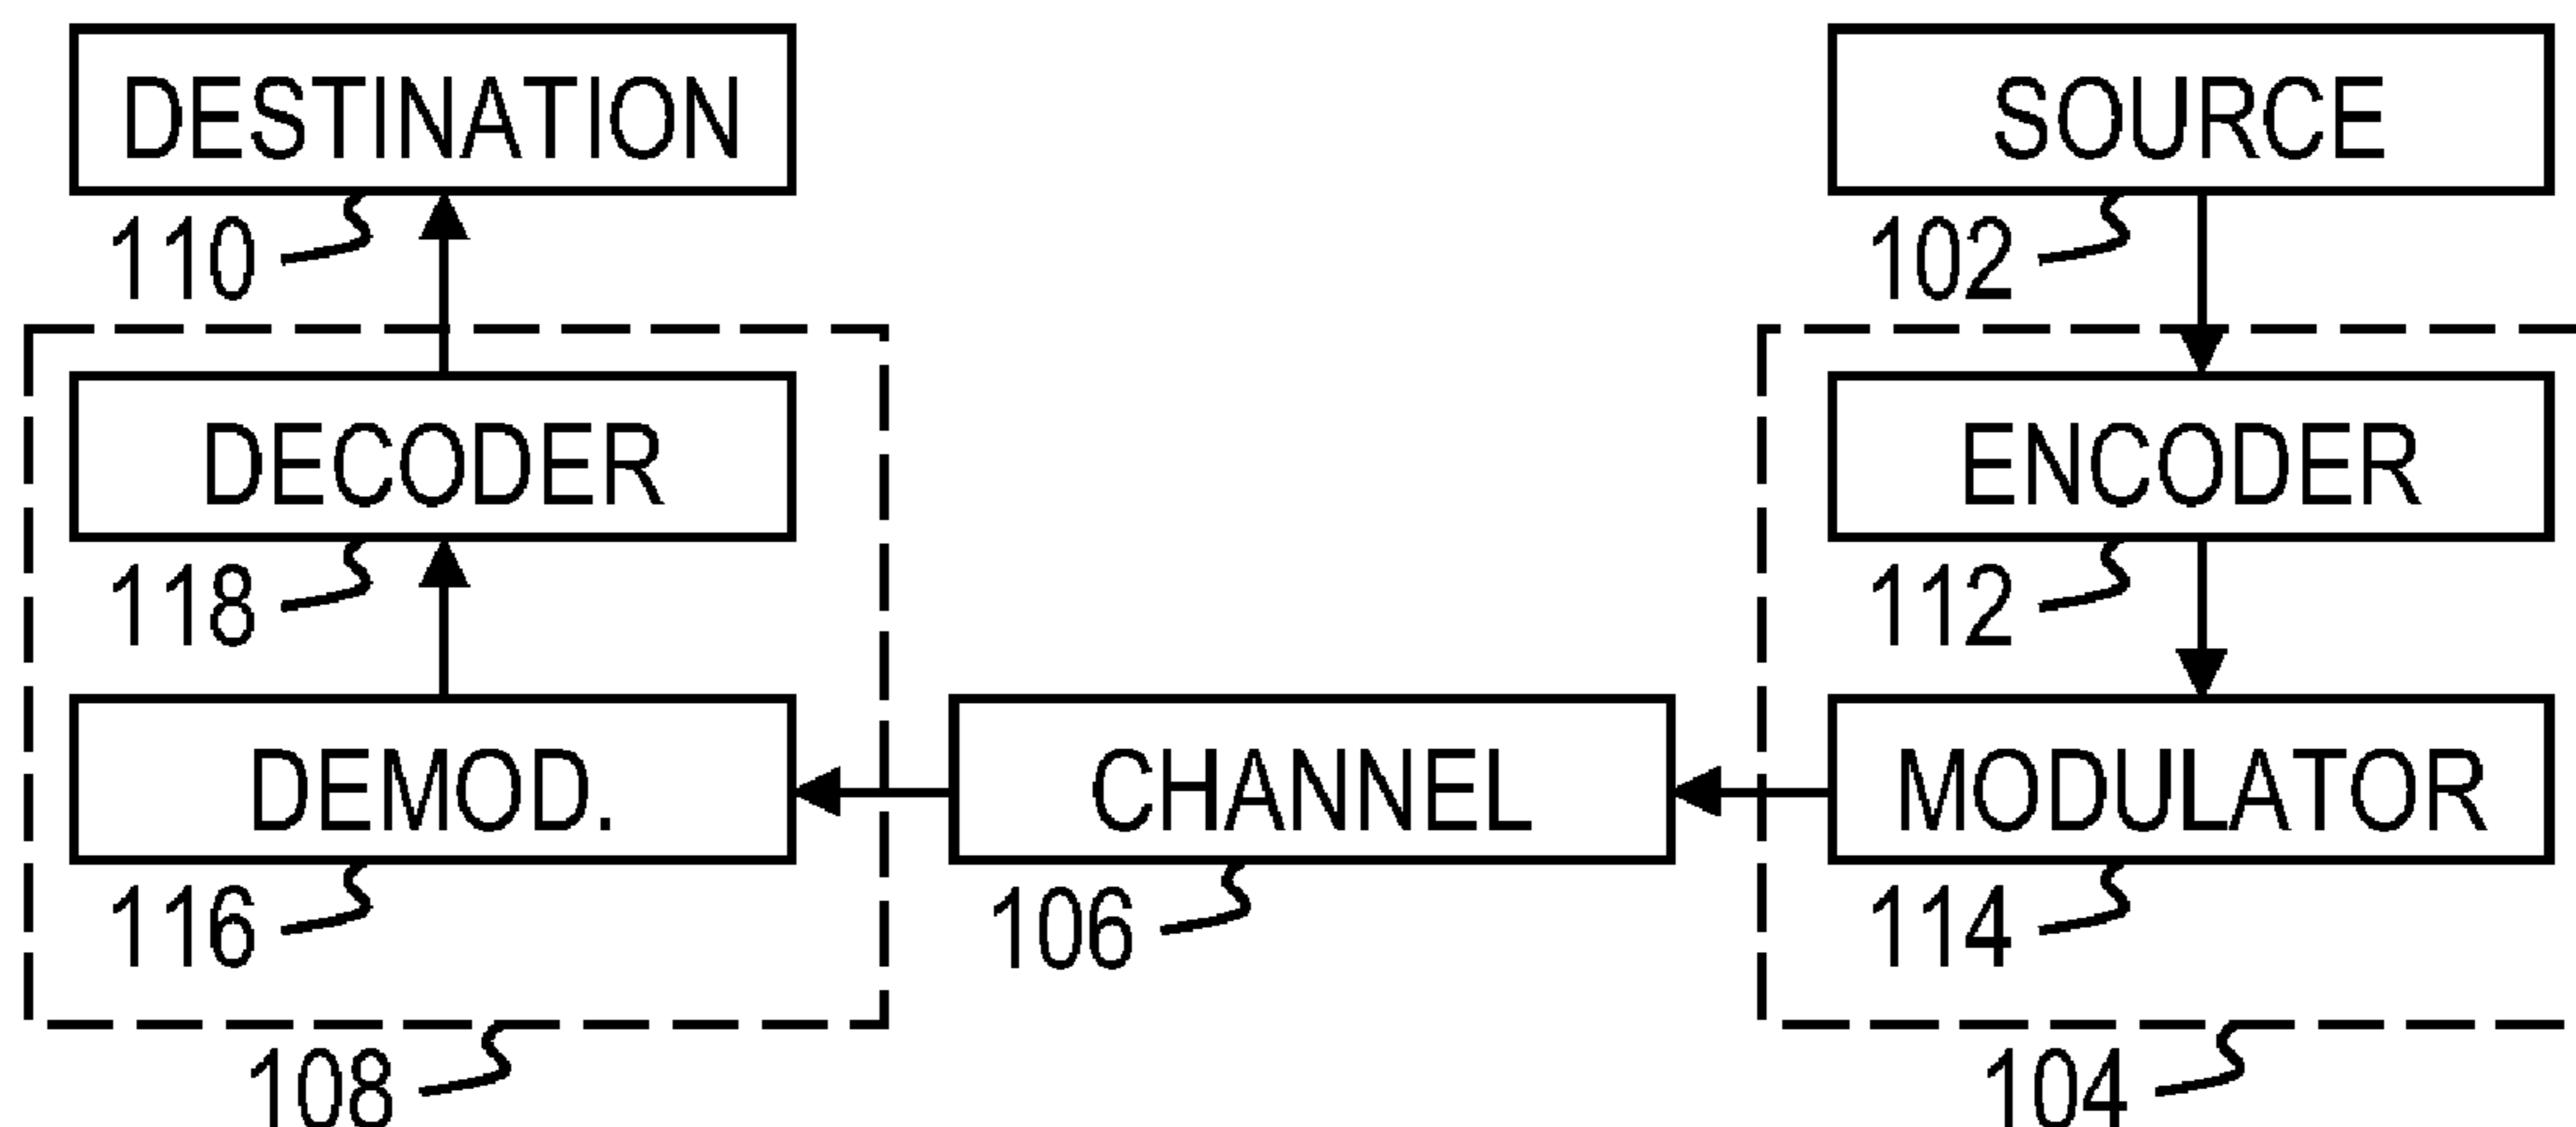 DESTINATION
SOURCE
110
102
DECODER
ENCODER
118
112
DEMOD.
CHANNEL
MODULATOR
116
106
114
108
104